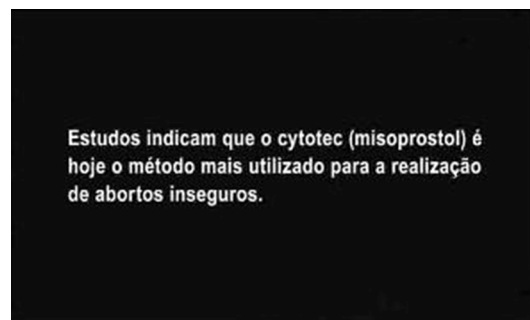 Estudos indicam que o cytotec (misoprostol) é
hoje o método mais utilizado para a realização
de abortos inseguros.